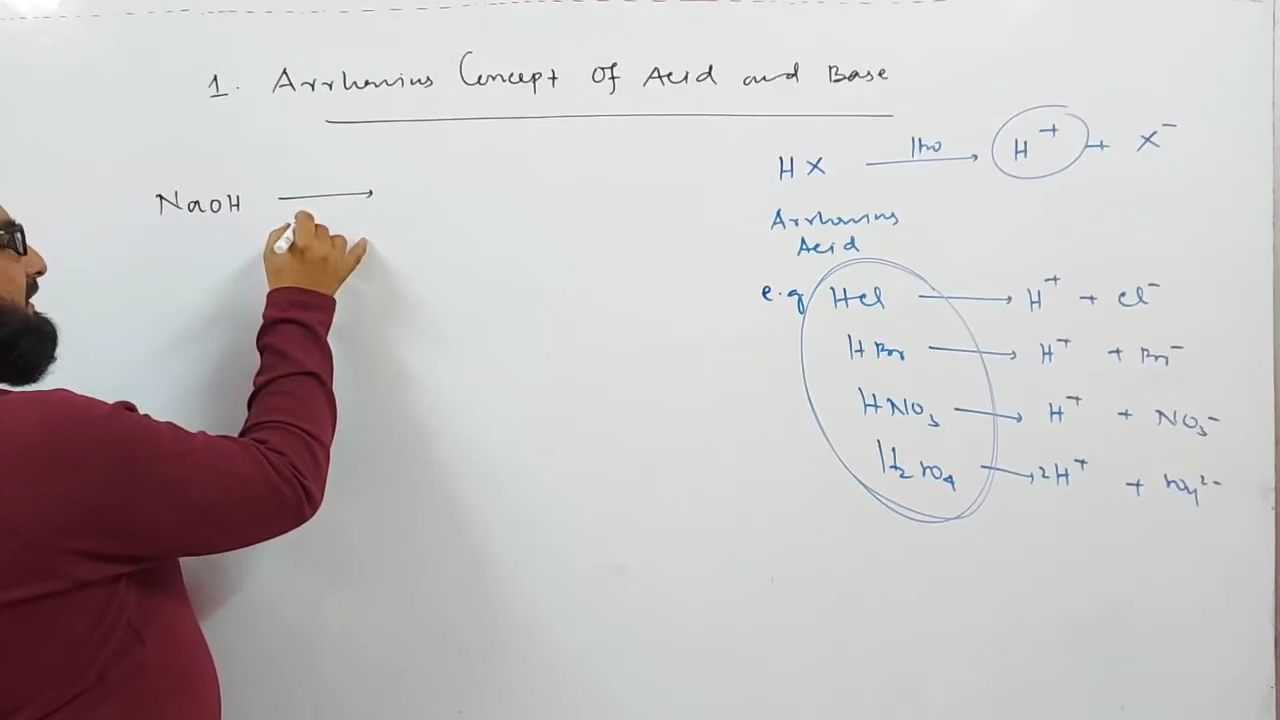 1. Arrhenius Concept Of Acid and Base
HX → H₂O H⁺ + X⁻
NaOH →
Arrhenius
Acid
e.g HCl → H⁺ + Cl⁻
HBr → H⁺ + Br⁻
HNO₃ → H⁺ + NO₃⁻
H₂SO₄ → 2H⁺ + SO₄²⁻